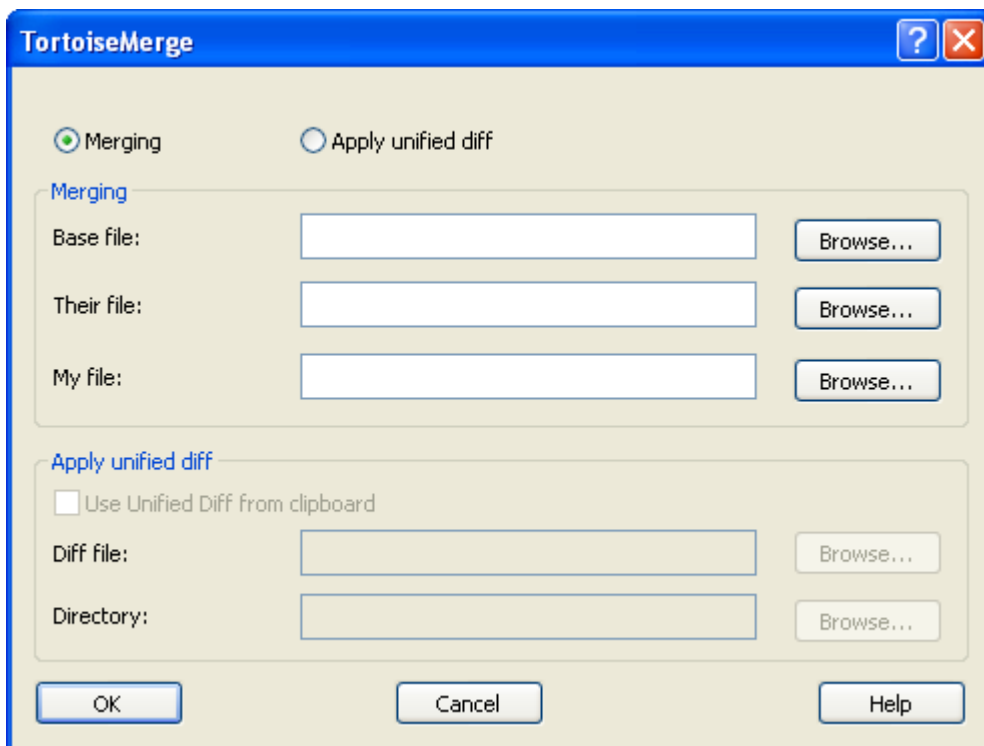 TortoiseMerge
Merging Apply unified diff
Merging
Base file: Browse...
Their file: Browse...
My file: Browse...
Apply unified diff
Use Unified Diff from clipboard
Diff file: Browse...
Directory: Browse...
OK Cancel Help